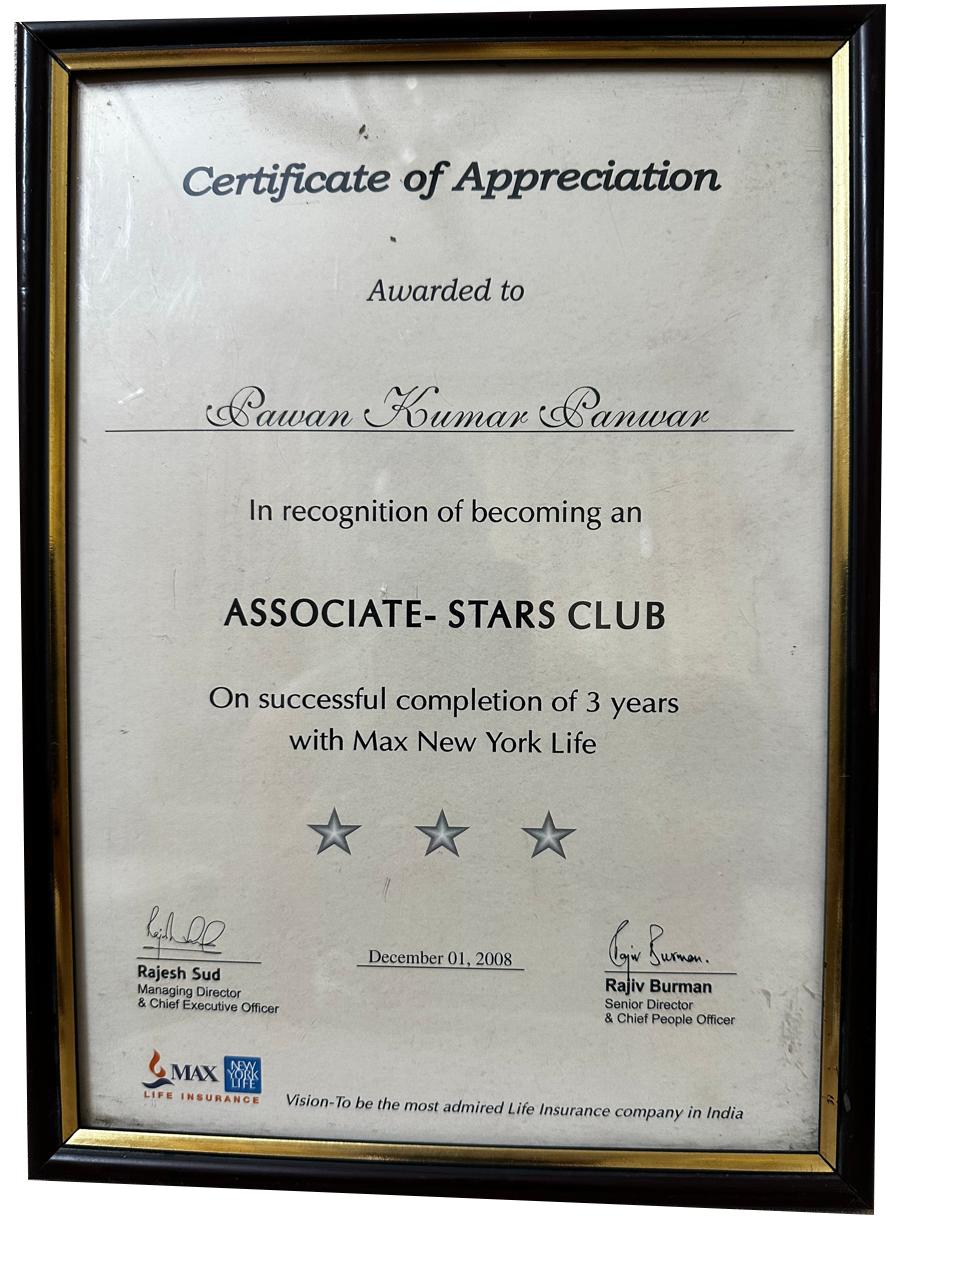 Certificate of Appreciation
Awarded to
Pawan Kumar Panwar
In recognition of becoming an
ASSOCIATE- STARS CLUB
On successful completion of 3 years
with Max New York Life
Rajiv Burman.
December 01, 2008
Rajesh Sud
Managing Director
& Chief Executive Officer
Rajiv Burman
Senior Director
& Chief People Officer
MAX
NEW
YORK
LIFE
LIFE INSURANCE
Vision-To be the most admired Life Insurance company in India